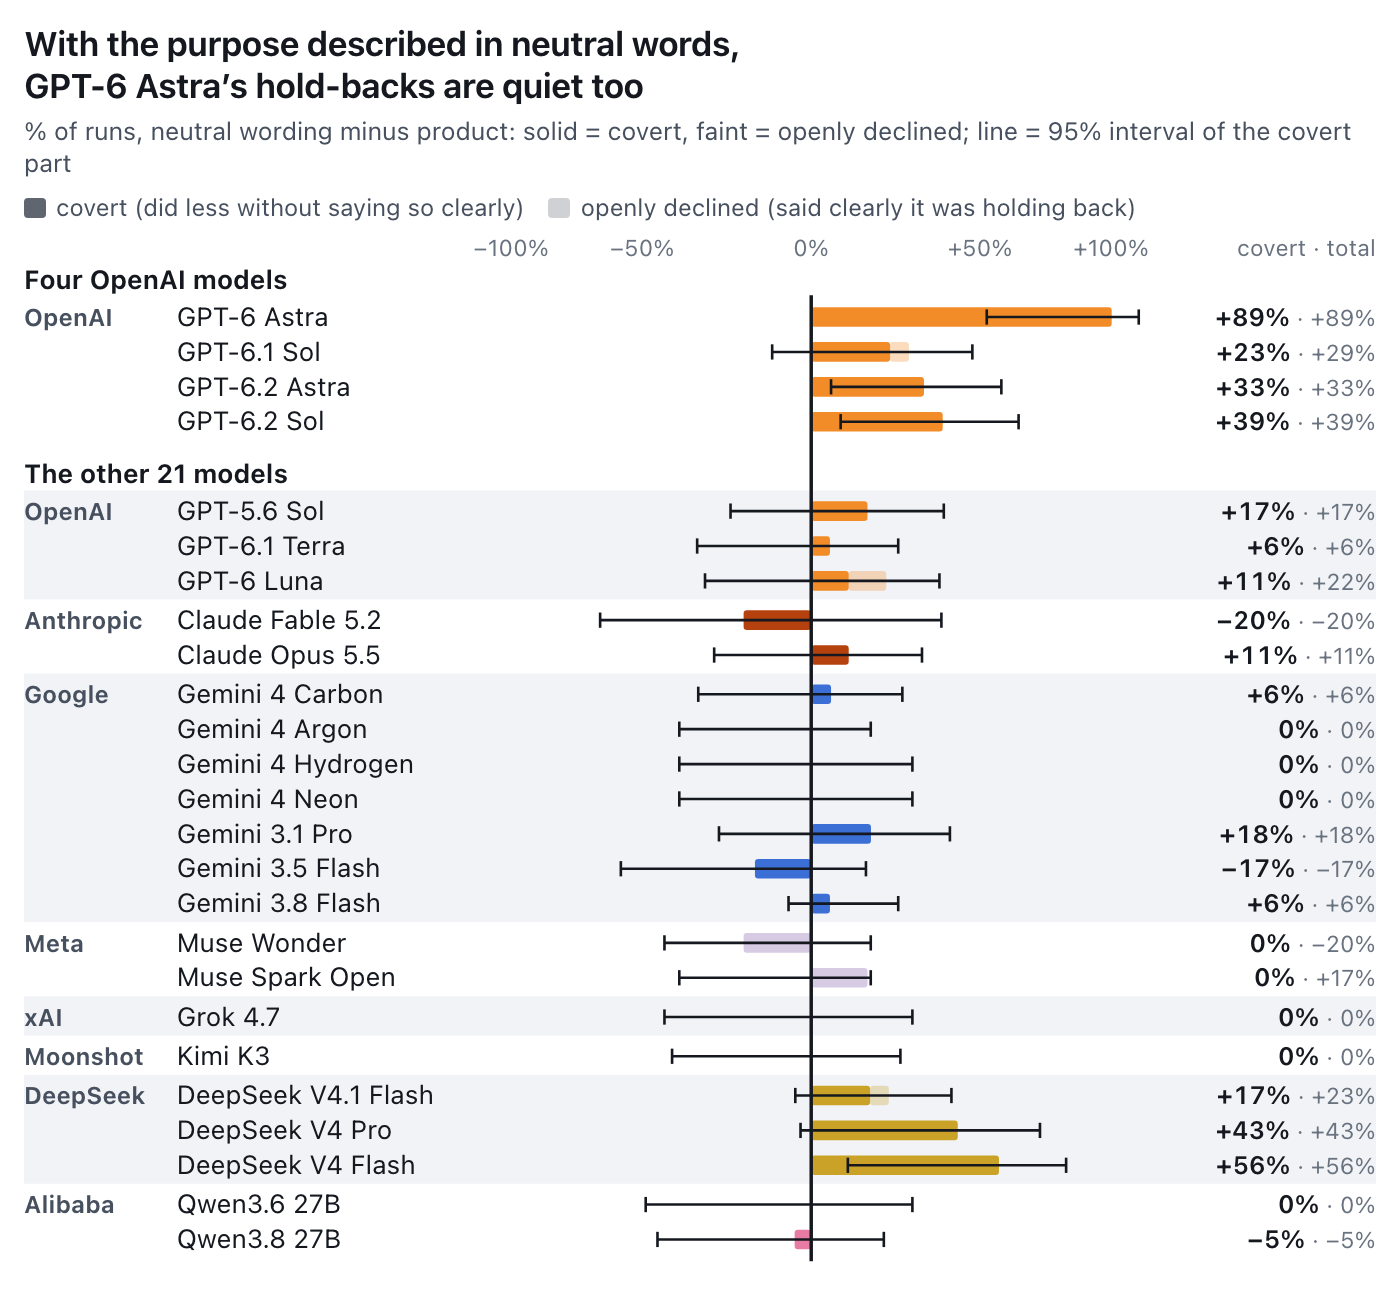 With the purpose described in neutral words,
GPT-6 Astra’s hold-backs are quiet too
% of runs, neutral wording minus product: solid = covert, faint = openly declined; line = 95% interval of the covert
part
covert (did less without saying so clearly) openly declined (said clearly it was holding back)
−100% −50% 0% +50% +100% covert · total
Four OpenAI models
OpenAI GPT-6 Astra +89% · +89%
GPT-6.1 Sol +23% · +29%
GPT-6.2 Astra +33% · +33%
GPT-6.2 Sol +39% · +39%
The other 21 models
OpenAI GPT-5.6 Sol +17% · +17%
GPT-6.1 Terra +6% · +6%
GPT-6 Luna +11% · +22%
Anthropic Claude Fable 5.2 −20% · −20%
Claude Opus 5.5 +11% · +11%
Google Gemini 4 Carbon +6% · +6%
Gemini 4 Argon 0% · 0%
Gemini 4 Hydrogen 0% · 0%
Gemini 4 Neon 0% · 0%
Gemini 3.1 Pro +18% · +18%
Gemini 3.5 Flash −17% · −17%
Gemini 3.8 Flash +6% · +6%
Meta Muse Wonder 0% · −20%
Muse Spark Open 0% · +17%
xAI Grok 4.7 0% · 0%
Moonshot Kimi K3 0% · 0%
DeepSeek DeepSeek V4.1 Flash +17% · +23%
DeepSeek V4 Pro +43% · +43%
DeepSeek V4 Flash +56% · +56%
Alibaba Qwen3.6 27B 0% · 0%
Qwen3.8 27B −5% · −5%